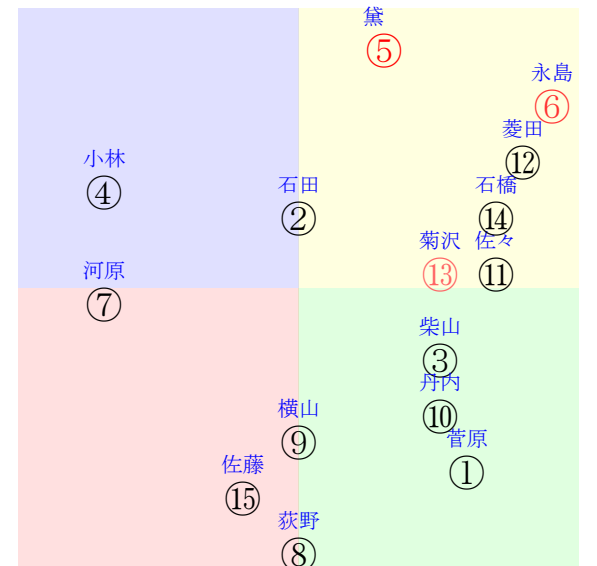 黛
⑤
永島
⑥
菱田
⑫
小林
④
石田
②
石橋
⑭
菊沢
⑬
佐々
⑪
河原
⑦
柴山
③
丹内
⑩
横山
⑨
菅原
①
佐藤
⑮
荻野
⑧